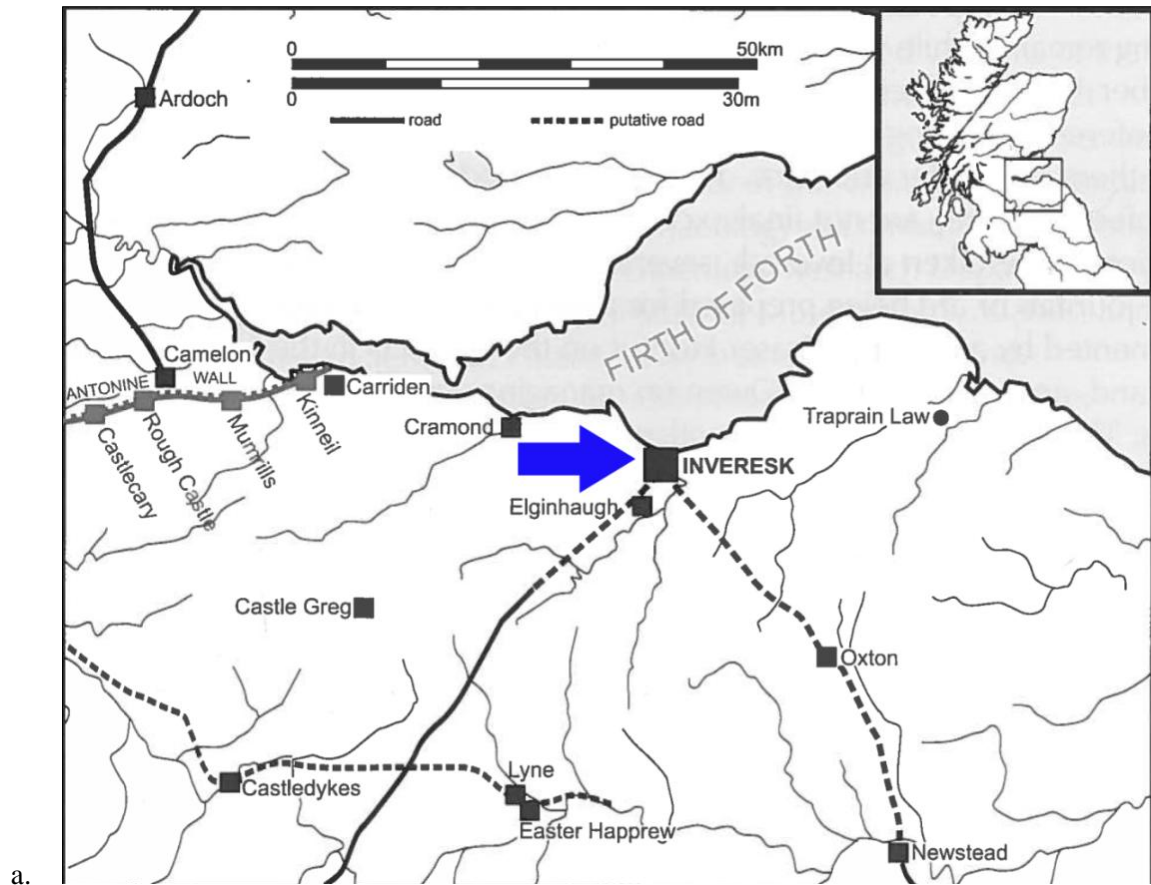 0
50km
0
30m
road
putative road
Ardoch
FIRTH OF FORTH
Camelon
ANTONINE
WALL
Carriden
Kinneil
Mumrills
Rough Castle
Castlecary
Cramond
Traprain Law
INVERESK
Elginhaugh
Castle Greg
Oxton
Lyne
Castledykes
Easter Happrew
Newstead
a.